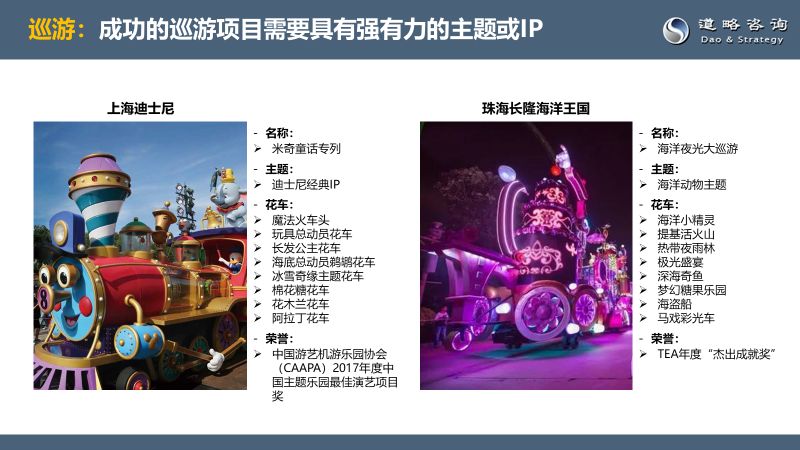 巡游：成功的巡游项目需要具有强有力的主题或IP
道略咨询
Dao & Strategy
上海迪士尼
- 名称：
➢ 米奇童话专列
- 主题：
➢ 迪士尼经典IP
- 花车：
➢ 魔法火车头
➢ 玩具总动员花车
➢ 长发公主花车
➢ 海底总动员鹈鹕花车
➢ 冰雪奇缘主题花车
➢ 棉花糖花车
➢ 花木兰花车
➢ 阿拉丁花车
- 荣誉：
➢ 中国游艺机游乐园协会
（CAAPA）2017年度中
国主题乐园最佳演艺项目
奖
8
珠海长隆海洋王国
- 名称：
➢ 海洋夜光大巡游
- 主题：
➢ 海洋动物主题
- 花车：
➢ 海洋小精灵
➢ 提基活火山
➢ 热带夜雨林
➢ 极光盛宴
➢ 深海奇鱼
➢ 梦幻糖果乐园
➢ 海盗船
➢ 马戏彩光车
- 荣誉：
➢ TEA年度“杰出成就奖”